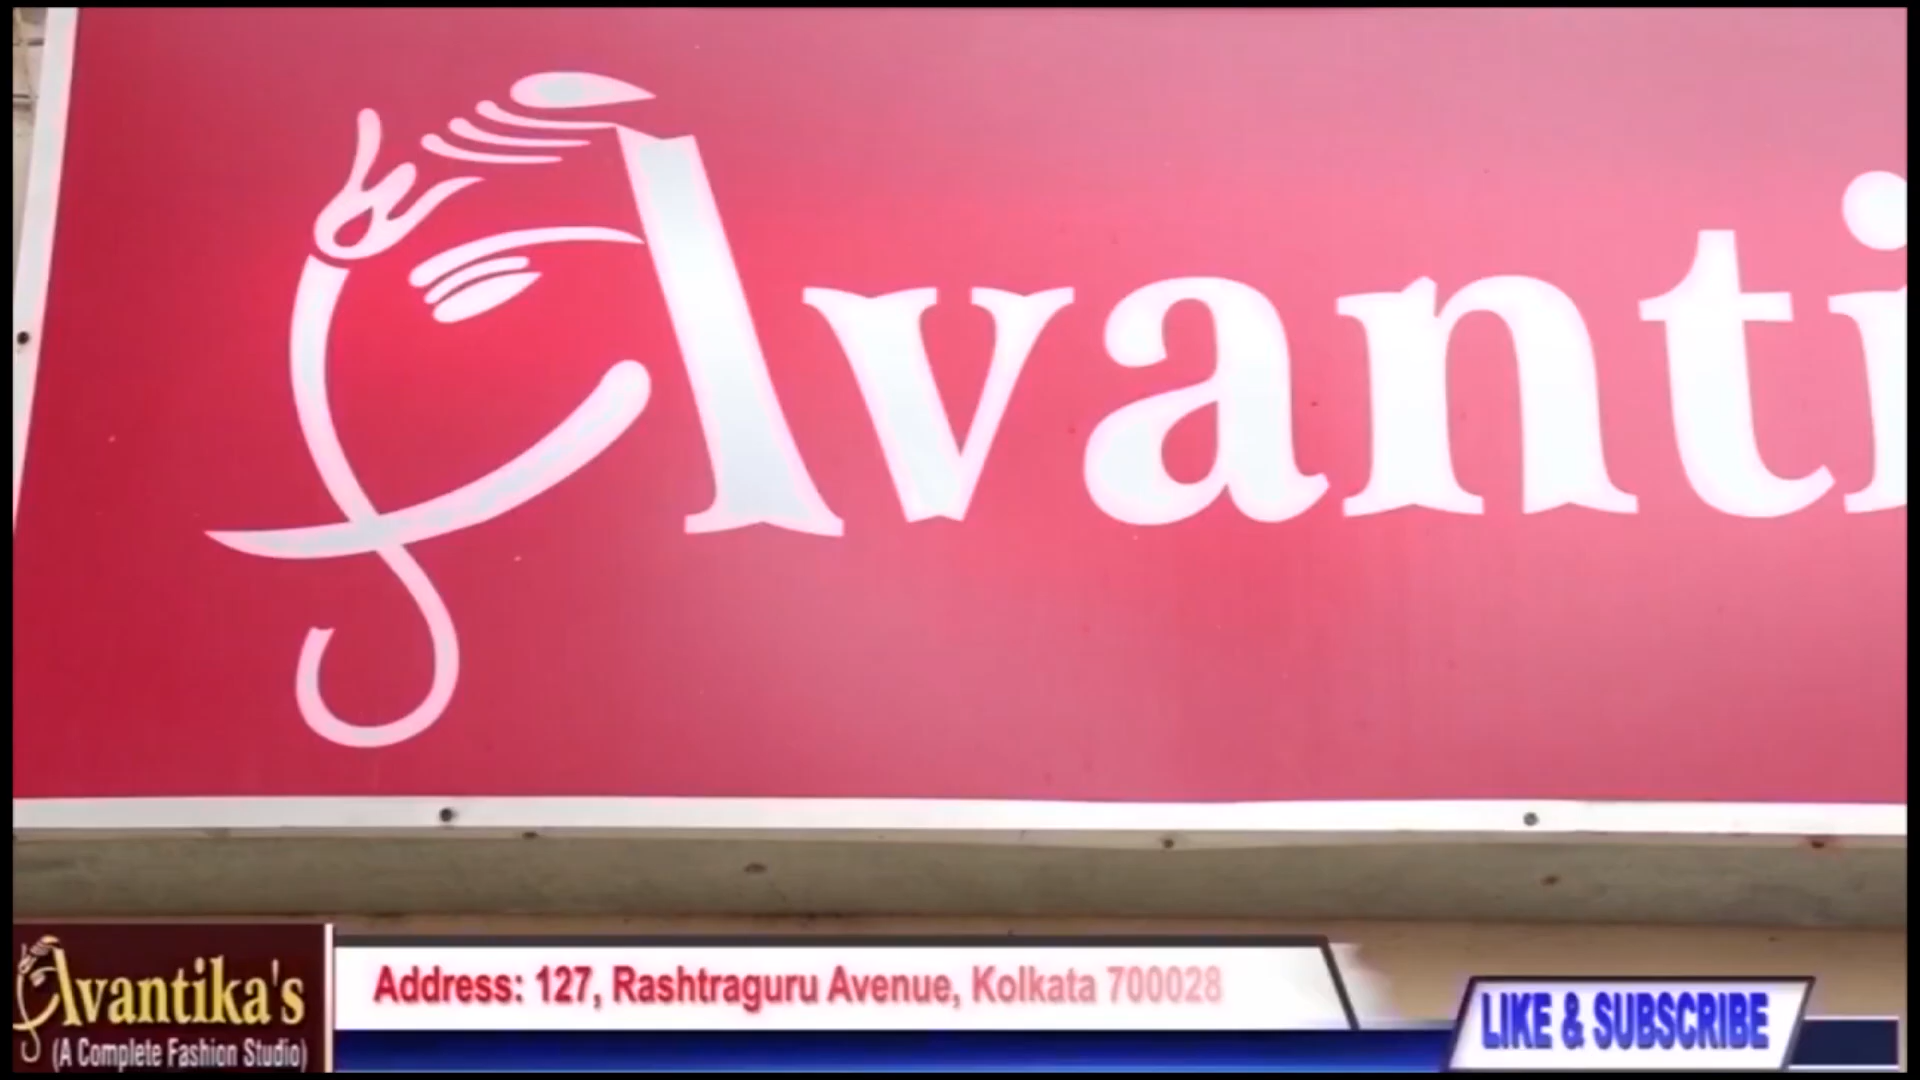 Avanti
Avantika's
(A Complete Fashion Studio)
Address: 127, Rashtraguru Avenue, Kolkata 700028
LIKE & SUBSCRIBE